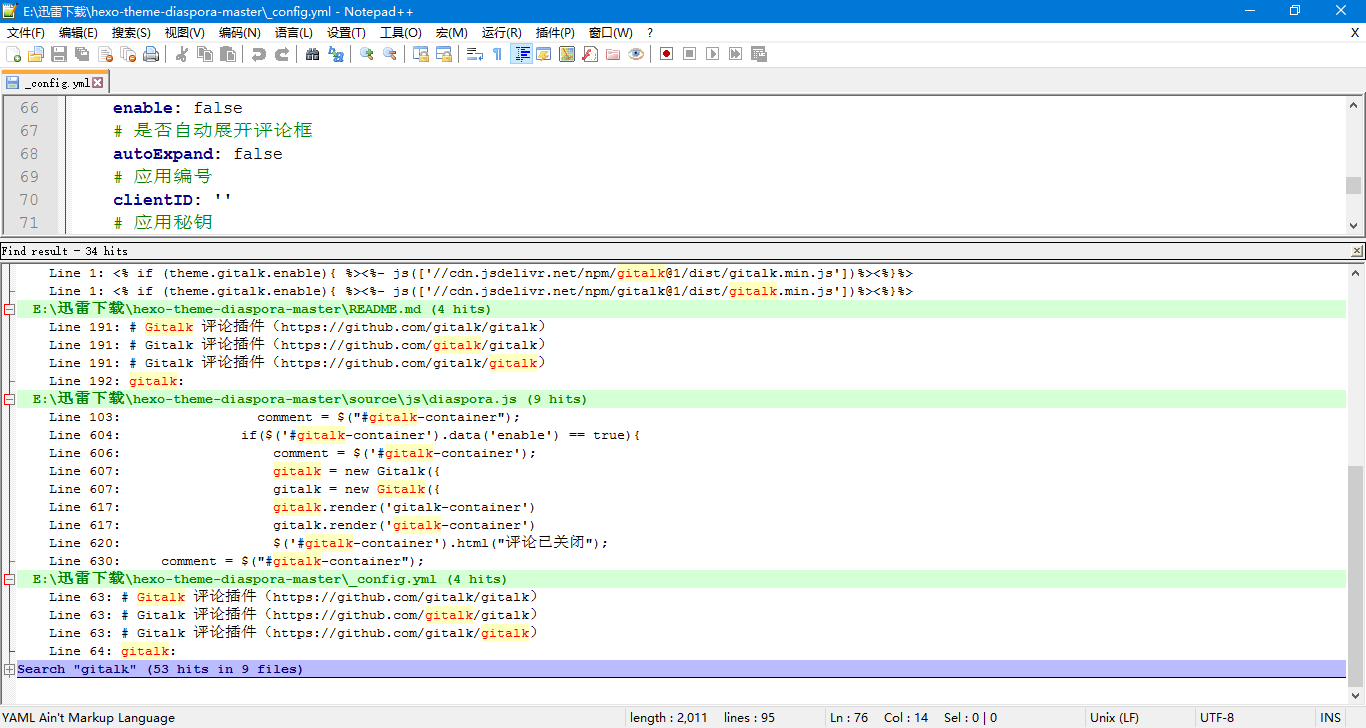 E:\迅雷下载\hexo-theme-diaspora-master\_config.yml - Notepad++
文件(F) 编辑(E) 搜索(S) 视图(V) 编码(N) 语言(L) 设置(T) 工具(O) 宏(M) 运行(R) 插件(P) 窗口(W) ? X
_config.yml
66 enable: false
67 # 是否自动展开评论框
68 autoExpand: false
69 # 应用编号
70 clientID: ''
71 # 应用秘钥
Find result - 34 hits
Line 1: <% if (theme.gitalk.enable){ %><%- js(['//cdn.jsdelivr.net/npm/gitalk@1/dist/gitalk.min.js'])%><%}%>
Line 1: <% if (theme.gitalk.enable){ %><%- js(['//cdn.jsdelivr.net/npm/gitalk@1/dist/gitalk.min.js'])%><%}%>
E:\迅雷下载\hexo-theme-diaspora-master\README.md (4 hits)
Line 191: # Gitalk 评论插件（https://github.com/gitalk/gitalk）
Line 191: # Gitalk 评论插件（https://github.com/gitalk/gitalk）
Line 191: # Gitalk 评论插件（https://github.com/gitalk/gitalk）
Line 192: gitalk:
E:\迅雷下载\hexo-theme-diaspora-master\source\js\diaspora.js (9 hits)
Line 103: comment = $("#gitalk-container");
Line 604: if($('#gitalk-container').data('enable') == true){
Line 606: comment = $('#gitalk-container');
Line 607: gitalk = new Gitalk({
Line 607: gitalk = new Gitalk({
Line 617: gitalk.render('gitalk-container')
Line 617: gitalk.render('gitalk-container')
Line 620: $('#gitalk-container').html("评论已关闭");
Line 630: comment = $("#gitalk-container");
E:\迅雷下载\hexo-theme-diaspora-master\_config.yml (4 hits)
Line 63: # Gitalk 评论插件（https://github.com/gitalk/gitalk）
Line 63: # Gitalk 评论插件（https://github.com/gitalk/gitalk）
Line 63: # Gitalk 评论插件（https://github.com/gitalk/gitalk）
Line 64: gitalk:
Search "gitalk" (53 hits in 9 files)
YAML Ain't Markup Language length : 2,011 lines : 95 Ln : 76 Col : 14 Sel : 0 | 0 Unix (LF) UTF-8 INS